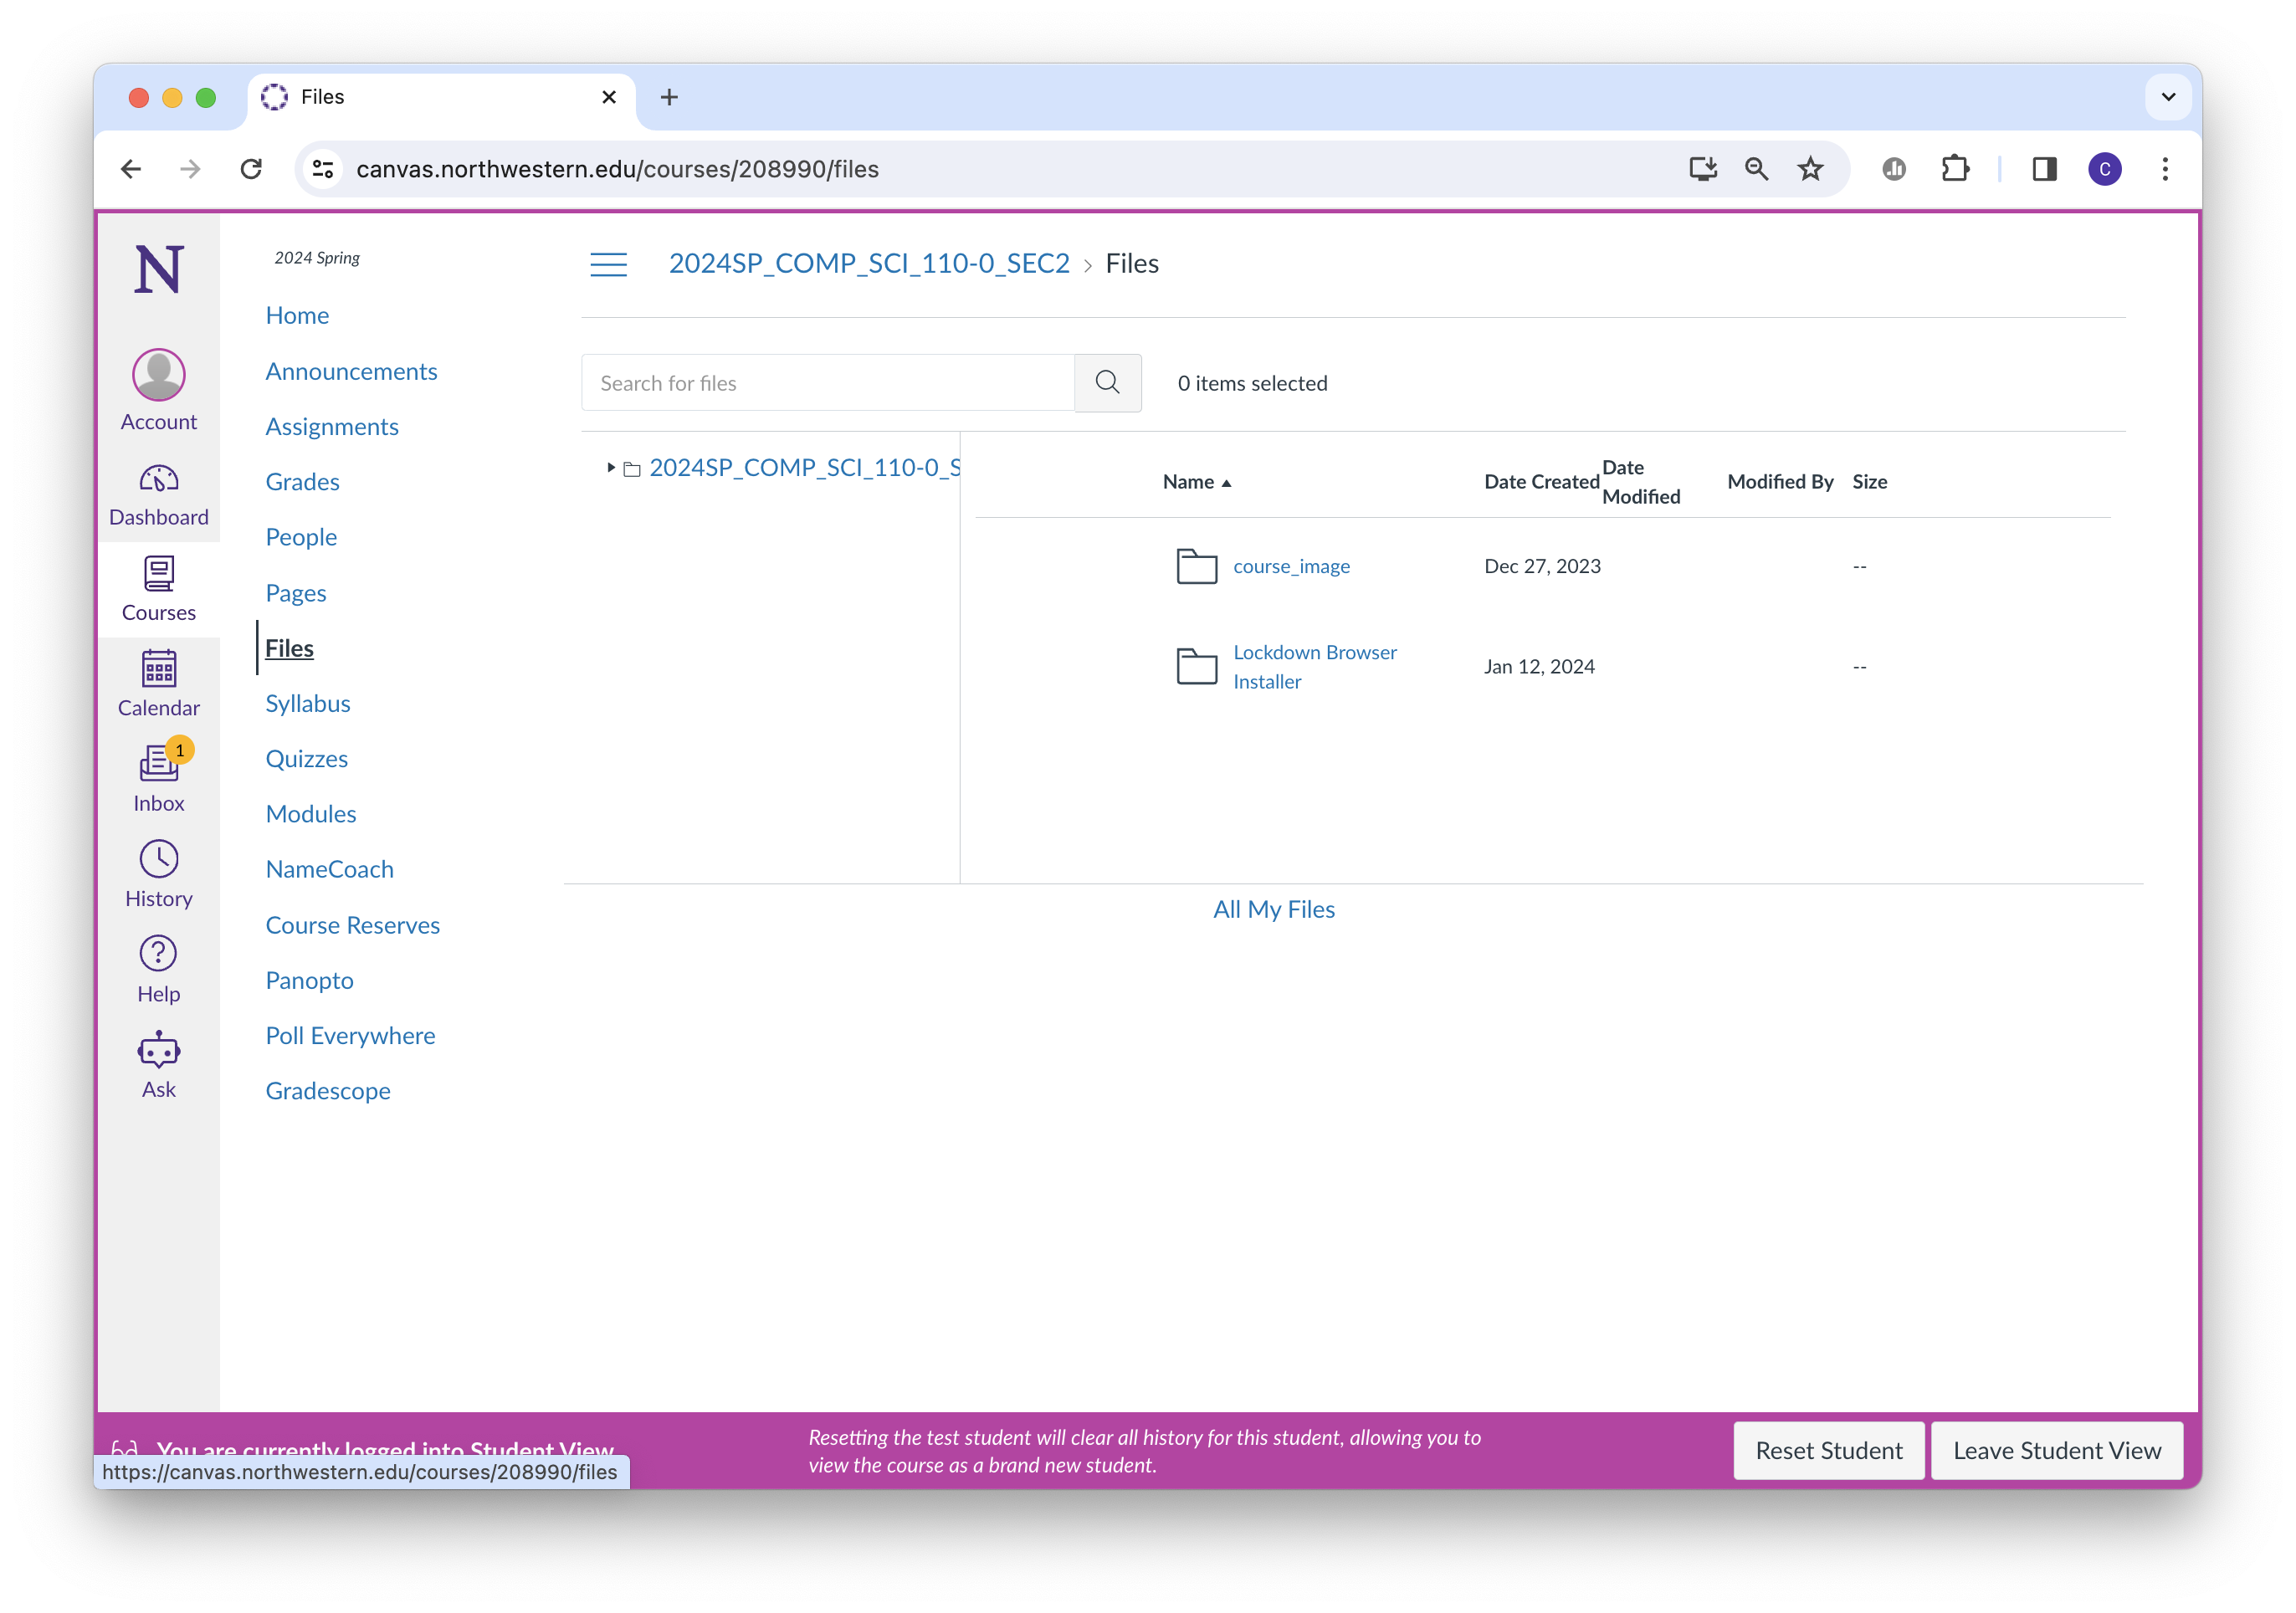 Files
canvas.northwestern.edu/courses/208990/files
C
N
Account
Dashboard
Courses
Calendar
1
Inbox
History
Help
Ask
2024 Spring
Home
Announcements
Assignments
Grades
People
Pages
Files
Syllabus
Quizzes
Modules
NameCoach
Course Reserves
Panopto
Poll Everywhere
Gradescope
2024SP_COMP_SCI_110-0_SEC2 › Files
Search for files
0 items selected
2024SP_COMP_SCI_110-0_S
Name Date Created Date Modified Modified By Size
course_image Dec 27, 2023 --
Lockdown Browser
Installer Jan 12, 2024 --
All My Files
You are currently logged into Student View
https://canvas.northwestern.edu/courses/208990/files
Resetting the test student will clear all history for this student, allowing you to
view the course as a brand new student.
Reset Student
Leave Student View